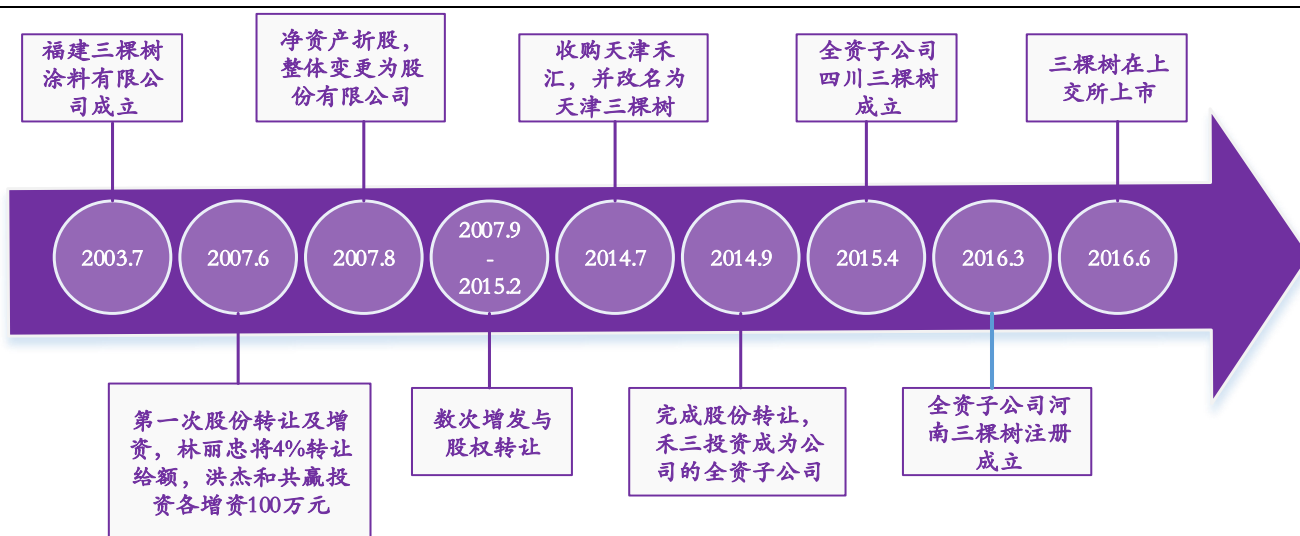 福建三棵树
涂料有限公
司成立
净资产折股，
整体变更为股
份有限公司
收购天津禾
汇，并改名为
天津三棵树
全资子公司
四川三棵树
成立
三棵树在上
交所上市
2003.7
2007.6
2007.8
2007.9
-
2015.2
2014.7
2014.9
2015.4
2016.3
2016.6
第一次股份转让及增
资，林丽忠将4%转让
给额，洪杰和共赢投
资各增资100万元
数次增发与
股权转让
完成股份转让，
禾三投资成为公
司的全资子公司
全资子公司河
南三棵树注册
成立